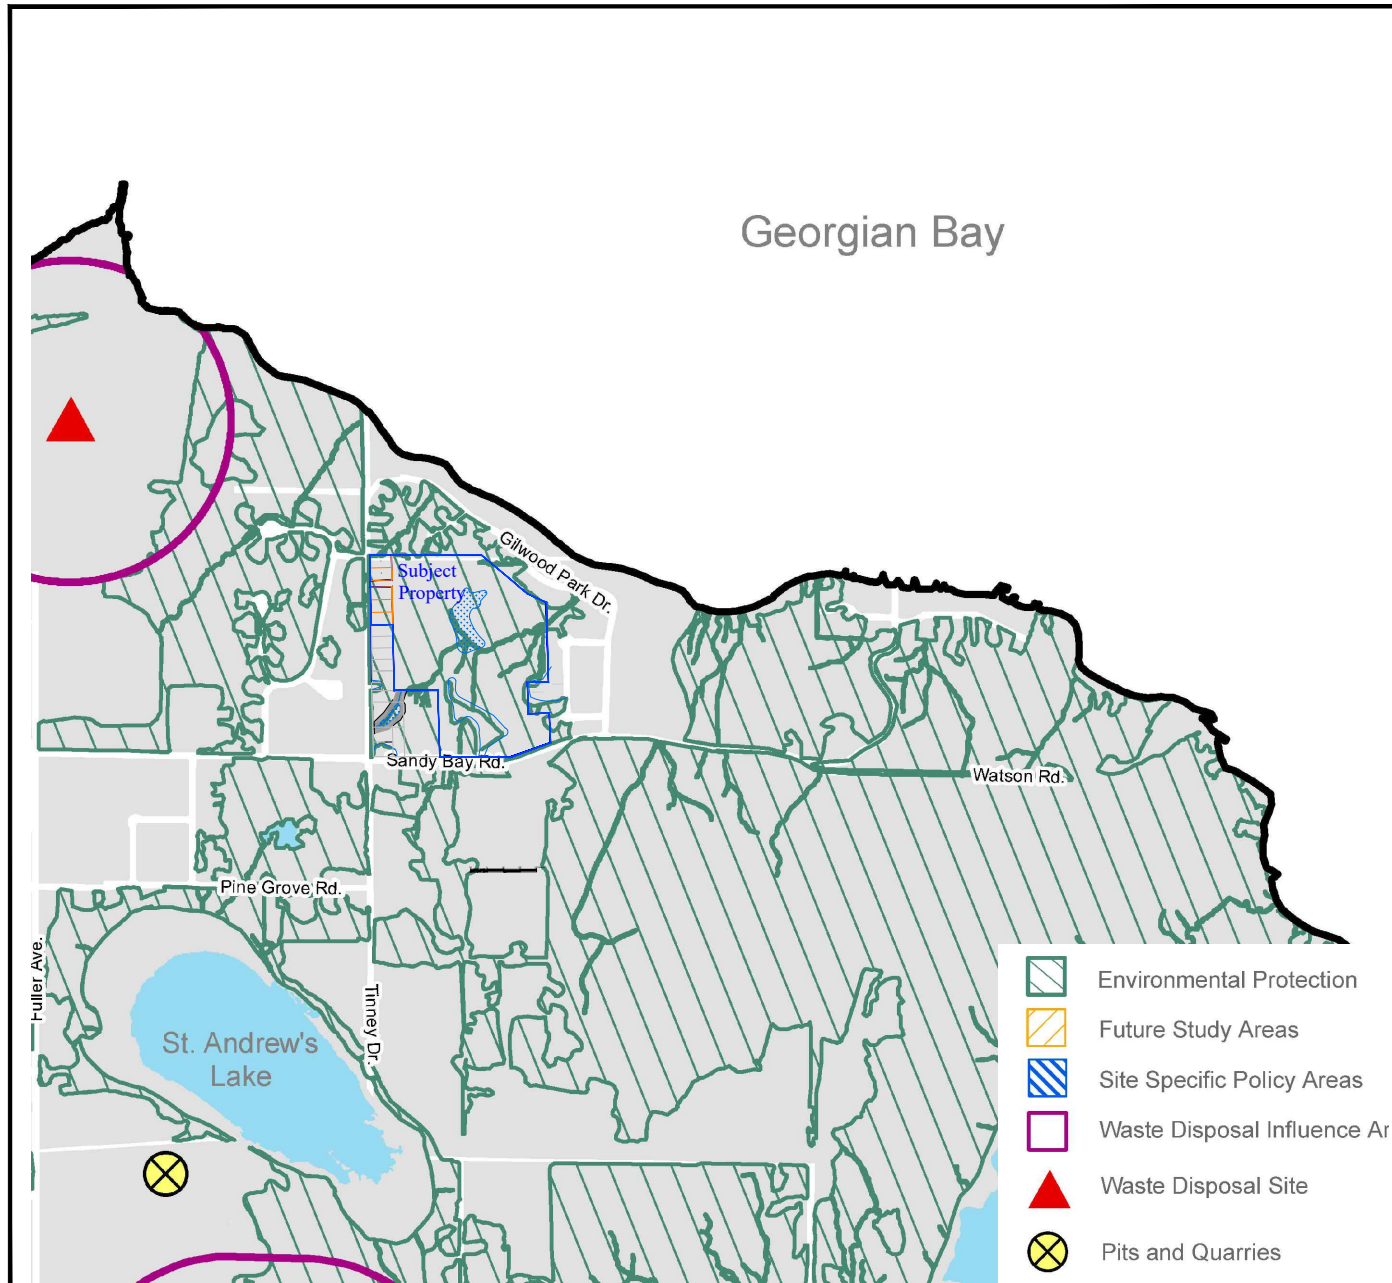 Georgian Bay
Gilwood Park Dr.
Subject
Property
Sandy Bay Rd.
Watson Rd.
Pine Grove Rd.
Fuller Ave.
Tinney Dr.
St. Andrew's
Lake
Environmental Protection
Future Study Areas
Site Specific Policy Areas
Waste Disposal Influence Ar
Waste Disposal Site
Pits and Quarries